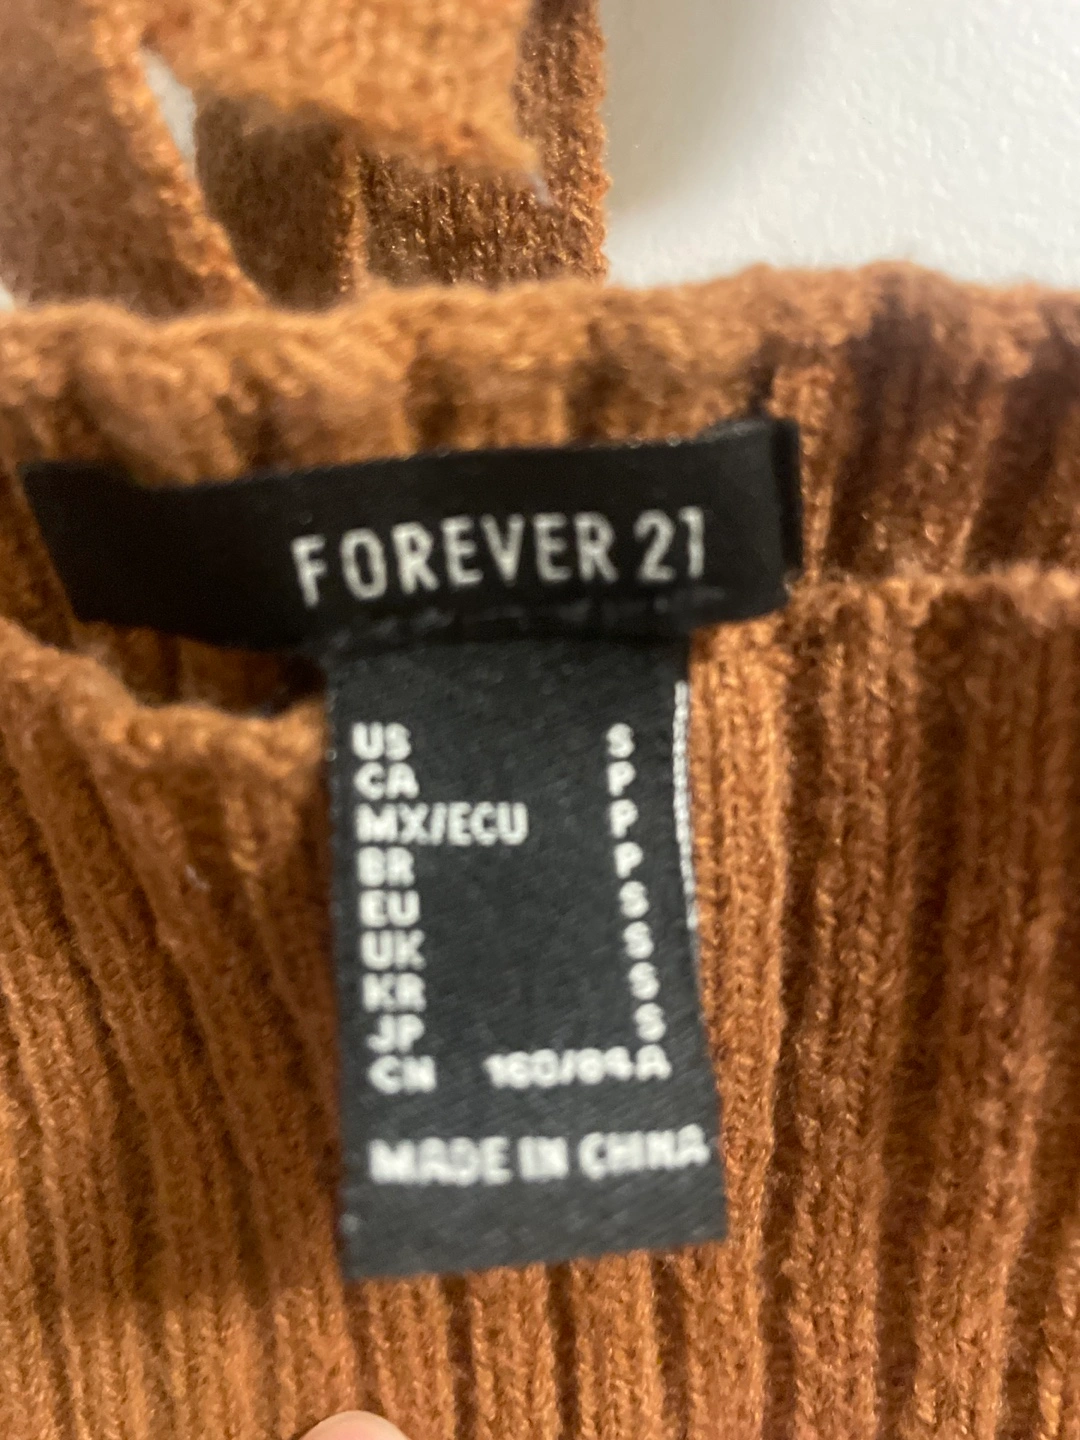 FOREVER 21
US S
CA P
MX/ECU P
BR P
EU S
UK S
KR S
JP S
CN 160/84A
MADE IN CHINA